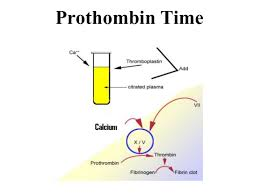 Prothombin Time
Ca++
Thromboplastin
Add
citrated plasma
VII
Calcium
X / V
Prothrombin
Thrombin
Fibrinogen
Fibrin clot